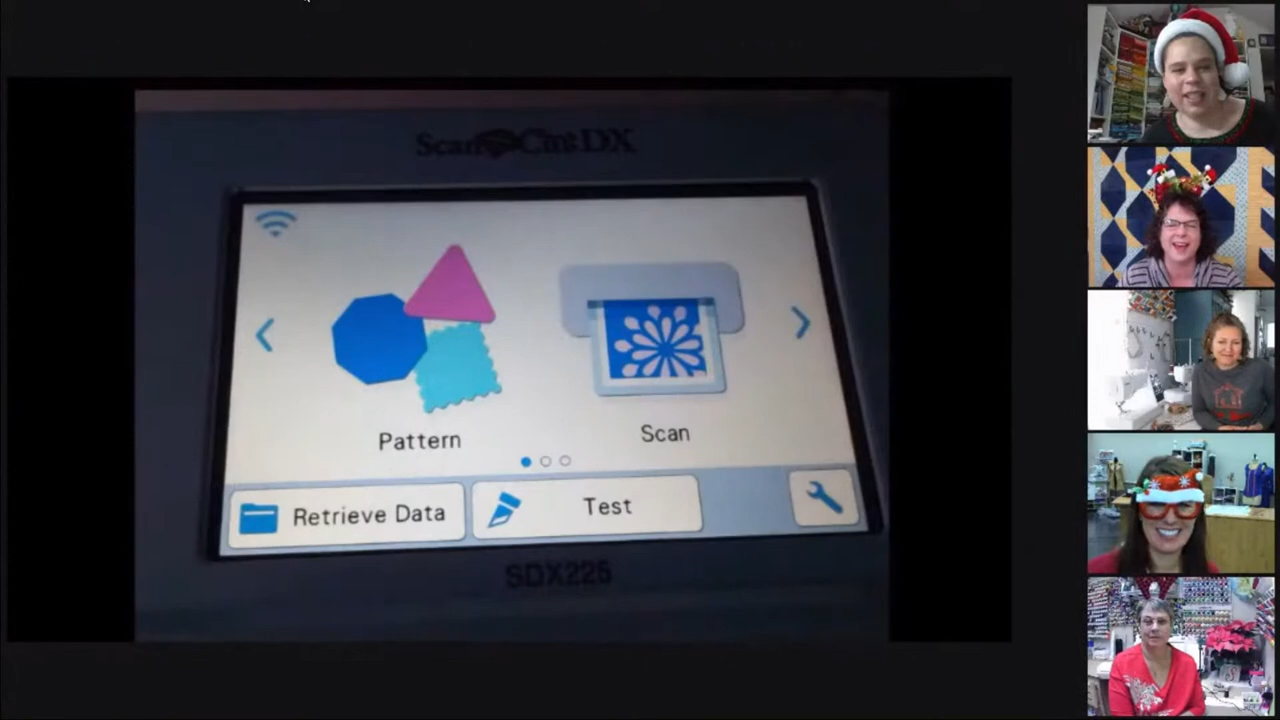 ScanNCut DX
Pattern
Scan
Retrieve Data
Test
SDX225